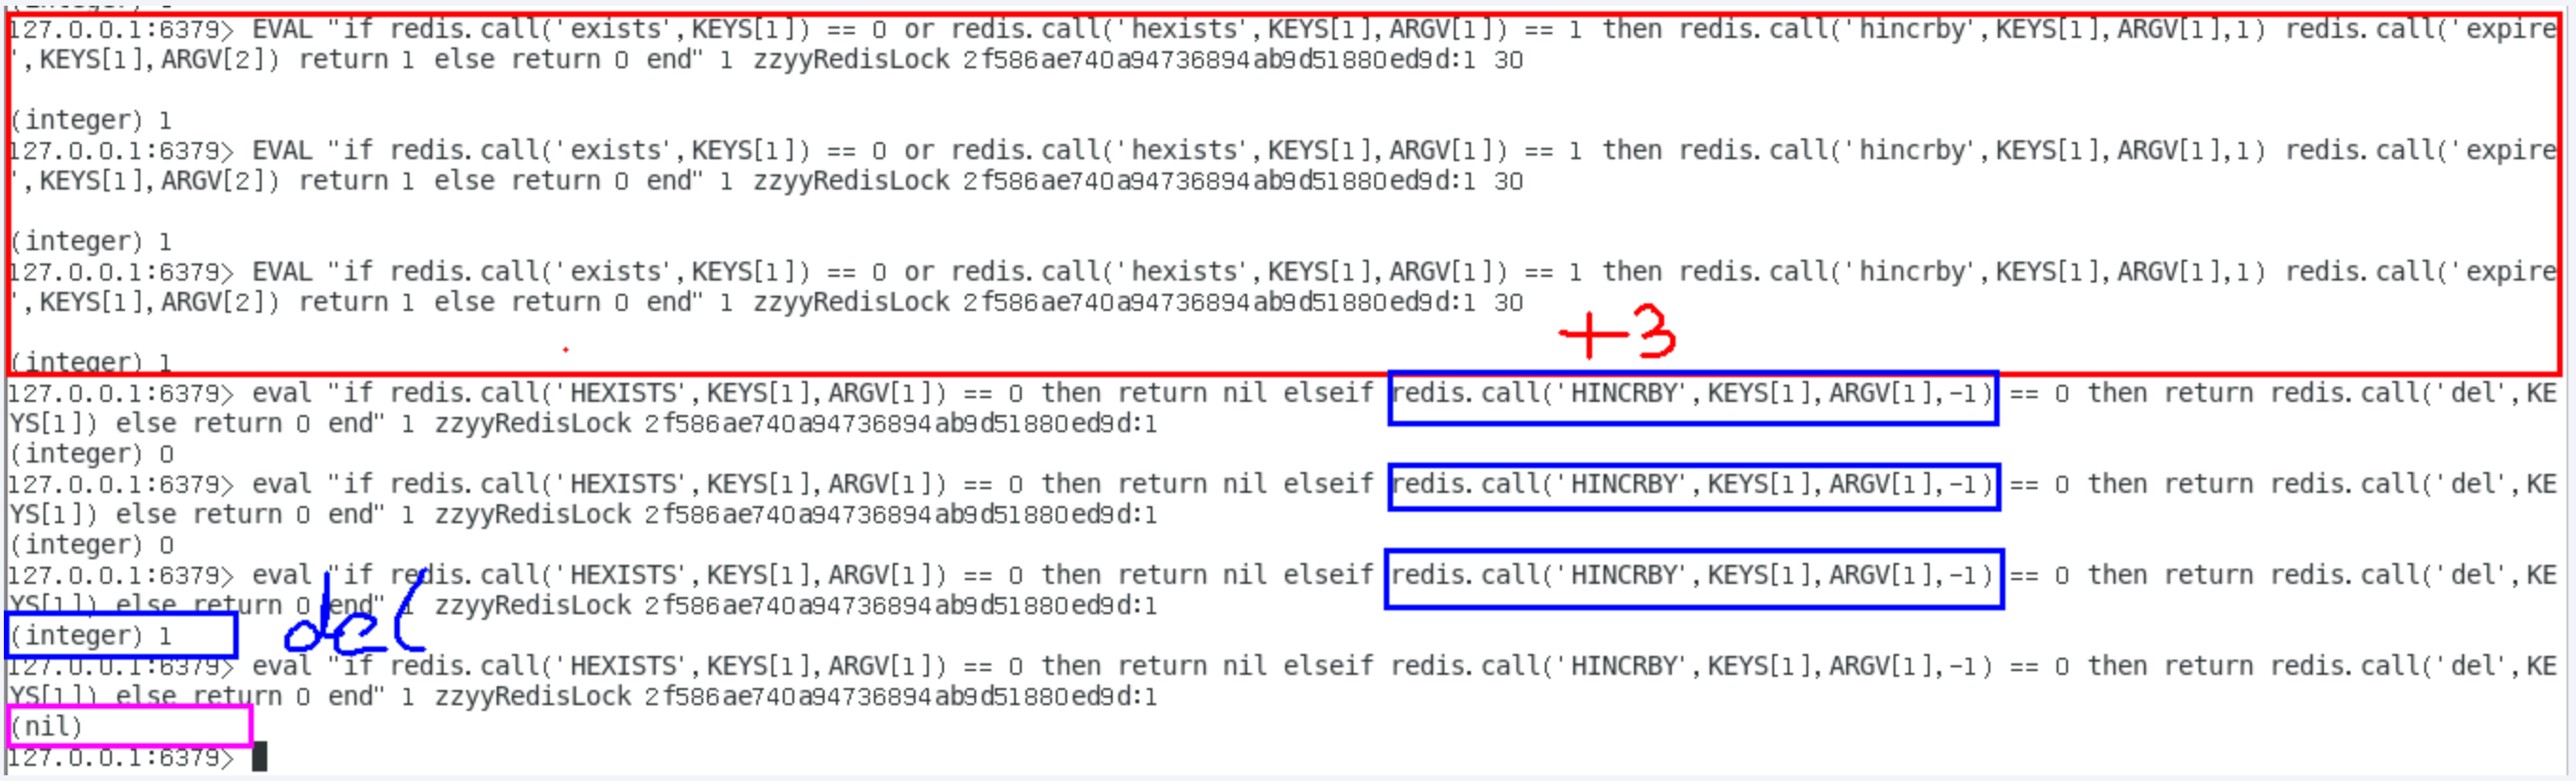 127.0.0.1:6379> EVAL "if redis.call('exists',KEYS[1]) == 0 or redis.call('hexists',KEYS[1],ARGV[1]) == 1 then redis.call('hincrby',KEYS[1],ARGV[1],1) redis.call('expire
',KEYS[1],ARGV[2]) return 1 else return 0 end" 1 zzyyRedisLock 2f586ae740a94736894ab9d51880ed9d:1 30
(integer) 1
127.0.0.1:6379> EVAL "if redis.call('exists',KEYS[1]) == 0 or redis.call('hexists',KEYS[1],ARGV[1]) == 1 then redis.call('hincrby',KEYS[1],ARGV[1],1) redis.call('expire
',KEYS[1],ARGV[2]) return 1 else return 0 end" 1 zzyyRedisLock 2f586ae740a94736894ab9d51880ed9d:1 30
(integer) 1
127.0.0.1:6379> EVAL "if redis.call('exists',KEYS[1]) == 0 or redis.call('hexists',KEYS[1],ARGV[1]) == 1 then redis.call('hincrby',KEYS[1],ARGV[1],1) redis.call('expire
',KEYS[1],ARGV[2]) return 1 else return 0 end" 1 zzyyRedisLock 2f586ae740a94736894ab9d51880ed9d:1 30
+3
(integer) 1
127.0.0.1:6379> eval "if redis.call('HEXISTS',KEYS[1],ARGV[1]) == 0 then return nil elseif redis.call('HINCRBY',KEYS[1],ARGV[1],-1) == 0 then return redis.call('del',KE
YS[1]) else return 0 end" 1 zzyyRedisLock 2f586ae740a94736894ab9d51880ed9d:1
(integer) 0
127.0.0.1:6379> eval "if redis.call('HEXISTS',KEYS[1],ARGV[1]) == 0 then return nil elseif redis.call('HINCRBY',KEYS[1],ARGV[1],-1) == 0 then return redis.call('del',KE
YS[1]) else return 0 end" 1 zzyyRedisLock 2f586ae740a94736894ab9d51880ed9d:1
(integer) 0
127.0.0.1:6379> eval "if redis.call('HEXISTS',KEYS[1],ARGV[1]) == 0 then return nil elseif redis.call('HINCRBY',KEYS[1],ARGV[1],-1) == 0 then return redis.call('del',KE
YS[1]) else return 0 end" 1 zzyyRedisLock 2f586ae740a94736894ab9d51880ed9d:1
(integer) 1
del
127.0.0.1:6379> eval "if redis.call('HEXISTS',KEYS[1],ARGV[1]) == 0 then return nil elseif redis.call('HINCRBY',KEYS[1],ARGV[1],-1) == 0 then return redis.call('del',KE
YS[1]) else return 0 end" 1 zzyyRedisLock 2f586ae740a94736894ab9d51880ed9d:1
(nil)
127.0.0.1:6379>